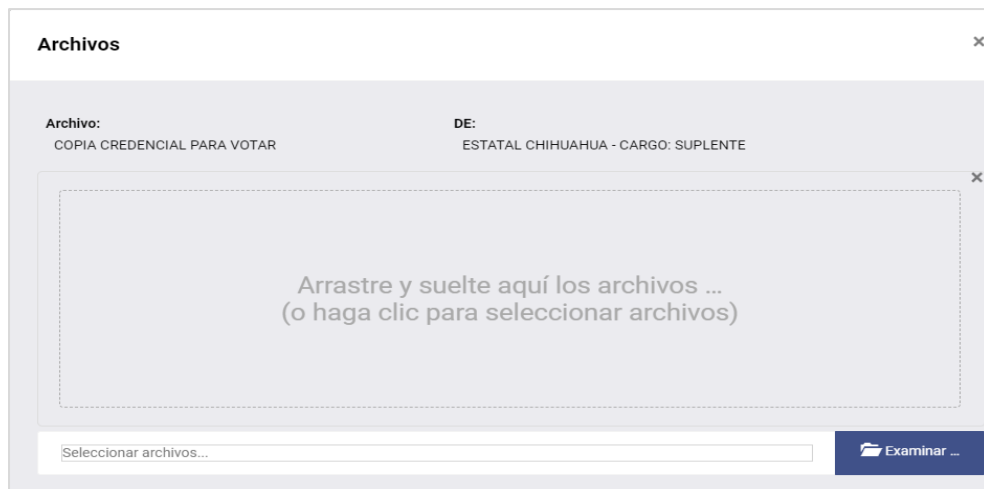 Archivos
×
Archivo:
DE:
COPIA CREDENCIAL PARA VOTAR
ESTATAL CHIHUAHUA - CARGO: SUPLENTE
×
Arrastre y suelte aquí los archivos ...
(o haga clic para seleccionar archivos)
Seleccionar archivos...
Examinar ...